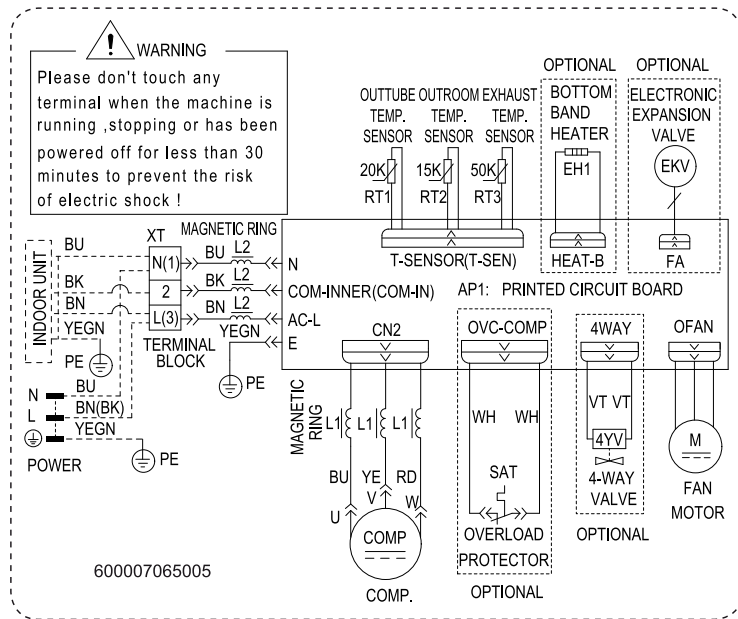 WARNING
Please don't touch any
terminal when the machine is
running ,stopping or has been
powered off for less than 30
minutes to prevent the risk
of electric shock !
OUTTUBE OUTROOM EXHAUST
TEMP. TEMP. TEMP.
SENSOR SENSOR SENSOR
20K 15K 50K
RT1 RT2 RT3
T-SENSOR(T-SEN)
OPTIONAL
BOTTOM
BAND
HEATER
EH1
HEAT-B
OPTIONAL
ELECTRONIC
EXPANSION
VALVE
EKV
FA
INDOOR UNIT
BU
BK
BN
YEGN
PE
XT
N(1)
2
L(3)
TERMINAL
BLOCK
MAGNETIC RING
BU L2
BK L2
BN L2
YEGN
PE
N
COM-INNER(COM-IN)
AC-L
E
AP1: PRINTED CIRCUIT BOARD
N
L
BU
BN(BK)
YEGN
PE
POWER
CN2
MAGNETIC
RING
L1 L1 L1
BU YE RD
U V W
COMP
COMP.
OVC-COMP
WH WH
SAT
OVERLOAD
PROTECTOR
OPTIONAL
4WAY
VT VT
4YV
4-WAY
VALVE
OPTIONAL
OFAN
M
FAN
MOTOR
600007065005